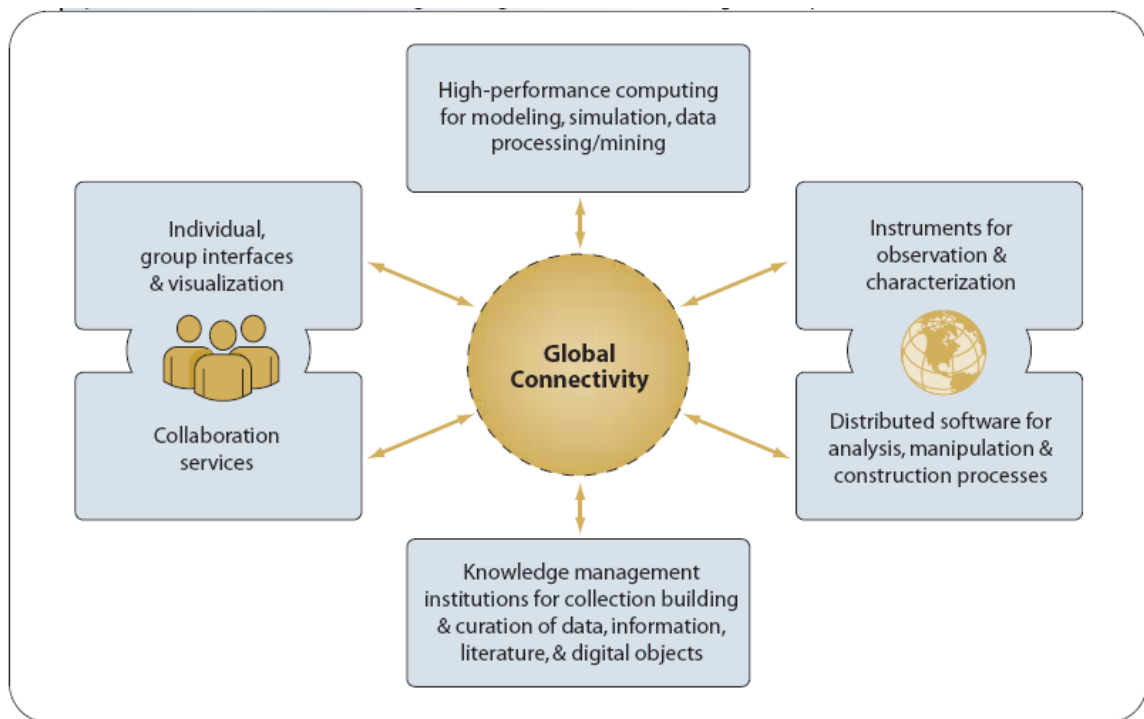 High-performance computing
for modeling, simulation, data
processing/mining
Individual,
group interfaces
& visualization
Instruments for
observation &
characterization
Global
Connectivity
Collaboration
services
Distributed software for
analysis, manipulation &
construction processes
Knowledge management
institutions for collection building
& curation of data, information,
literature, & digital objects